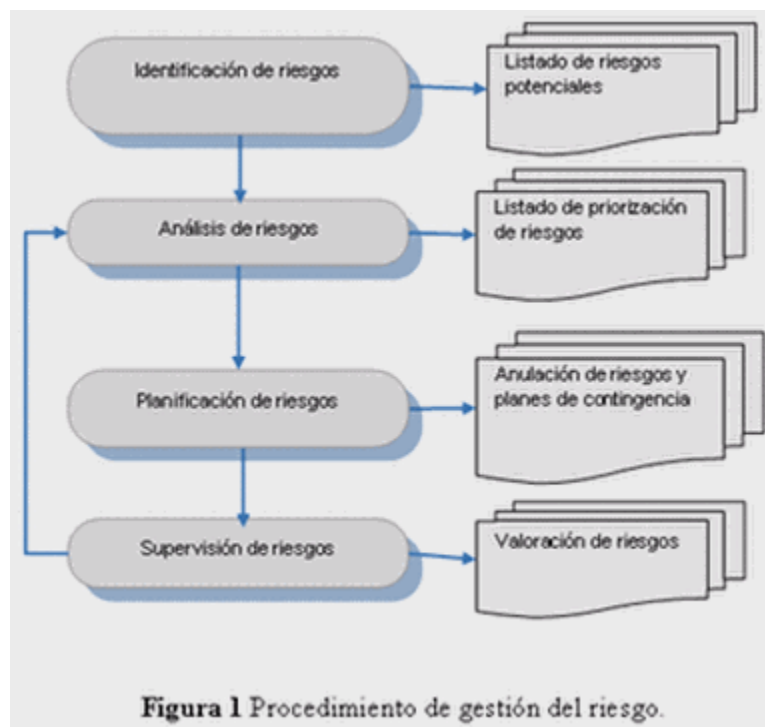 Identificación de riesgos
Listado de riesgos
potenciales
Análisis de riesgos
Listado de priorización
de riesgos
Planificación de riesgos
Anulación de riesgos y
planes de contingencia
Supervisión de riesgos
Valoración de riesgos
Figura 1 Procedimiento de gestión del riesgo.